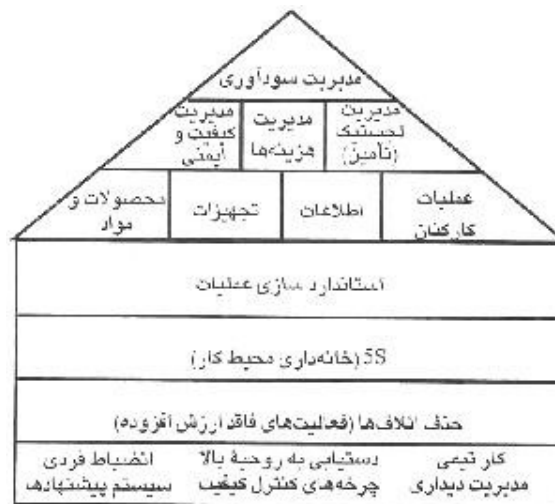 مدیریت سودآوری
مدیریت لجستیک (تأمین)
مدیریت هزینه‌ها
مدیریت کیفیت و ایمنی
عملیات کارکنان
اطلاعات
تجهیزات
محصولات و مواد
استاندارد سازی عملیات
5S (خانه‌داری محیط کار)
حذف اتلاف‌ها (فعالیت‌های فاقد ارزش افزوده)
کار تیمی دستیابی به روحیهٔ بالا انضباط فردی
مدیریت دیداری چرخه‌های کنترل کیفیت سیستم پیشنهادها